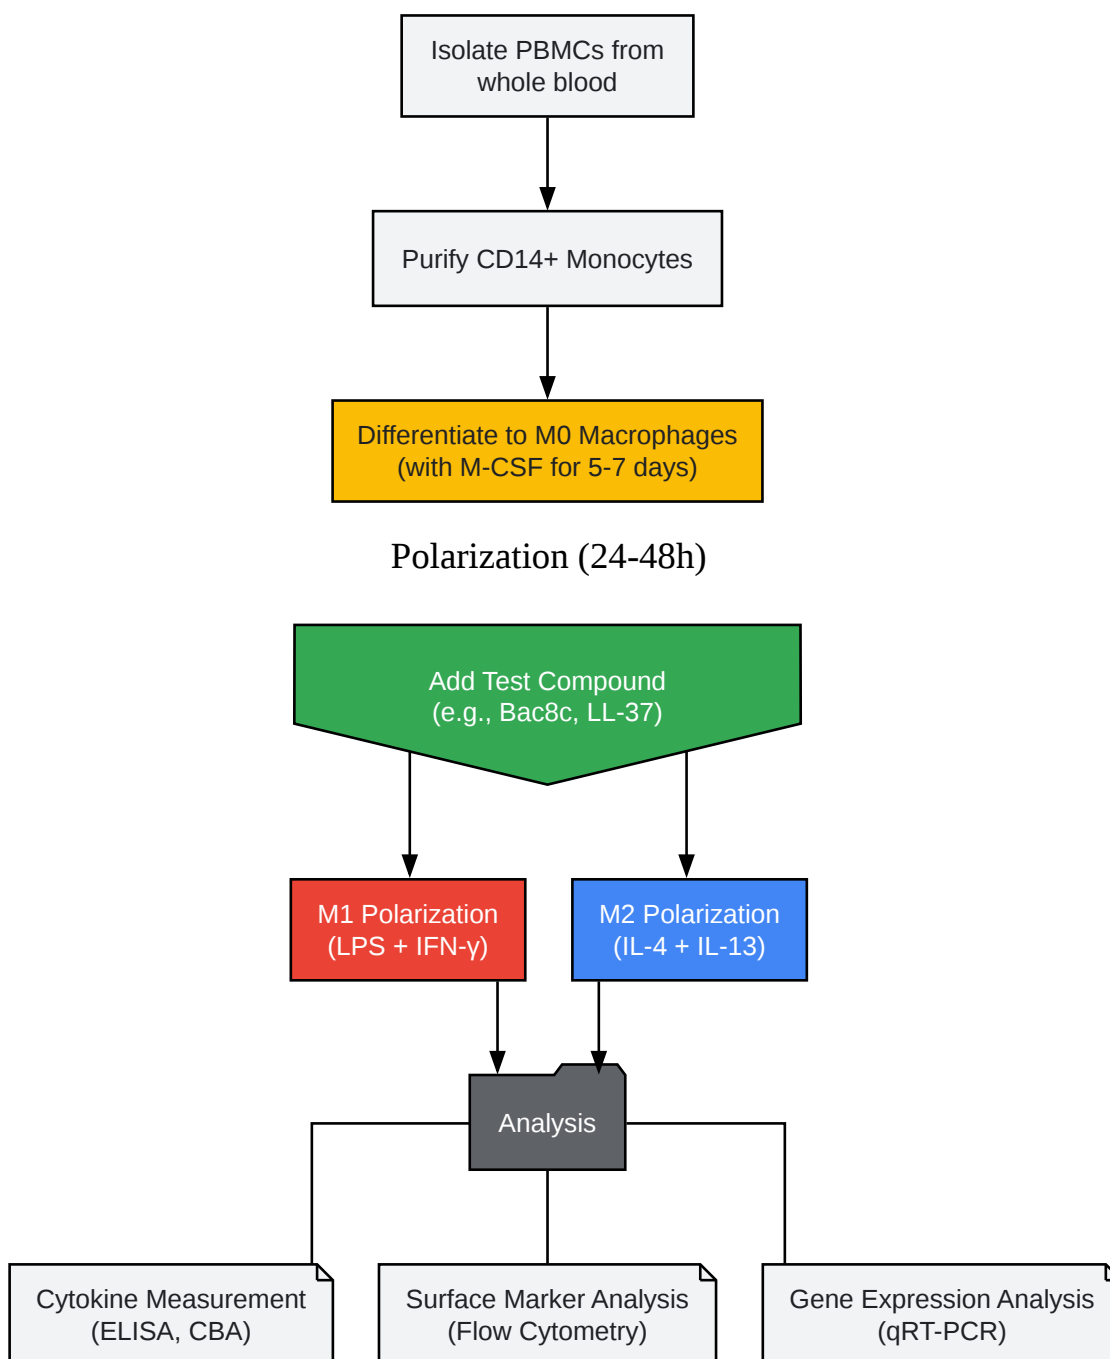 Isolate PBMCs from
whole blood
Purify CD14+ Monocytes
Differentiate to M0 Macrophages
(with M-CSF for 5-7 days)
Polarization (24-48h)
Add Test Compound
(e.g., Bac8c, LL-37)
M1 Polarization
(LPS + IFN-γ)
M2 Polarization
(IL-4 + IL-13)
Analysis
Cytokine Measurement
(ELISA, CBA)
Surface Marker Analysis
(Flow Cytometry)
Gene Expression Analysis
(qRT-PCR)